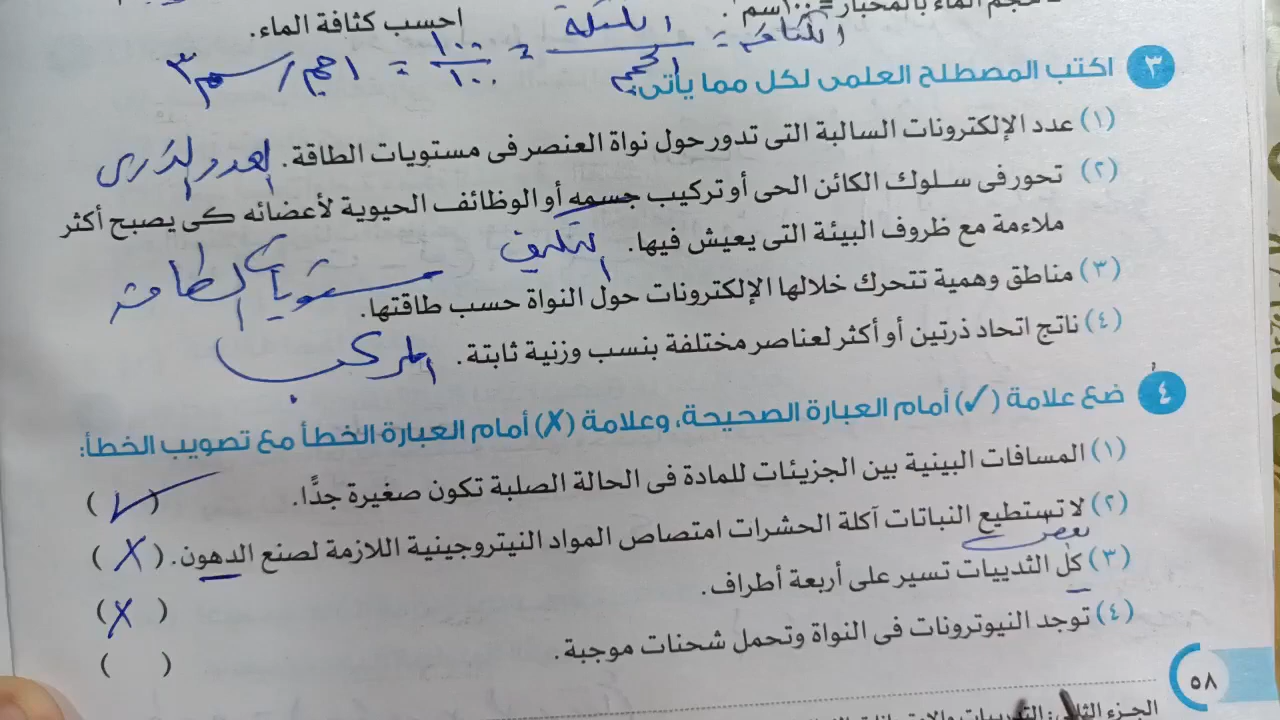 حجم الماء بالمخبار = ١٠٠سم٣.
احسب كثافة الماء.
الكثافة = الكتلة / الحجم = ١٠٠ / ١٠٠ = ١جم/سم٣
٣ اكتب المصطلح العلمى لكل مما يأتى:
(١) عدد الإلكترونات السالبة التى تدور حول نواة العنصر فى مستويات الطاقة. العدد الذرى
(٢) تحور فى سلوك الكائن الحى أو تركيب جسمه أو الوظائف الحيوية لأعضائه كى يصبح أكثر
ملاءمة مع ظروف البيئة التى يعيش فيها. التكيف
(٣) مناطق وهمية تتحرك خلالها الإلكترونات حول النواة حسب طاقتها. مستويات الطاقة
(٤) ناتج اتحاد ذرتين أو أكثر لعناصر مختلفة بنسب وزنية ثابتة. المركب
٤ ضع علامة (✓) أمام العبارة الصحيحة، وعلامة (✗) أمام العبارة الخطأ مع تصويب الخطأ:
(١) المسافات البينية بين الجزيئات للمادة فى الحالة الصلبة تكون صغيرة جدًّا. (✓)
(٢) لا تستطيع النباتات آكلة الحشرات امتصاص المواد النيتروجينية اللازمة لصنع الدهون. (✗)
بعض
(٣) كل الثدييات تسير على أربعة أطراف. (✗)
(٤) توجد النيوترونات فى النواة وتحمل شحنات موجبة. ( )
٥٨
الجزء الثانى: التدريبات والامتحانات